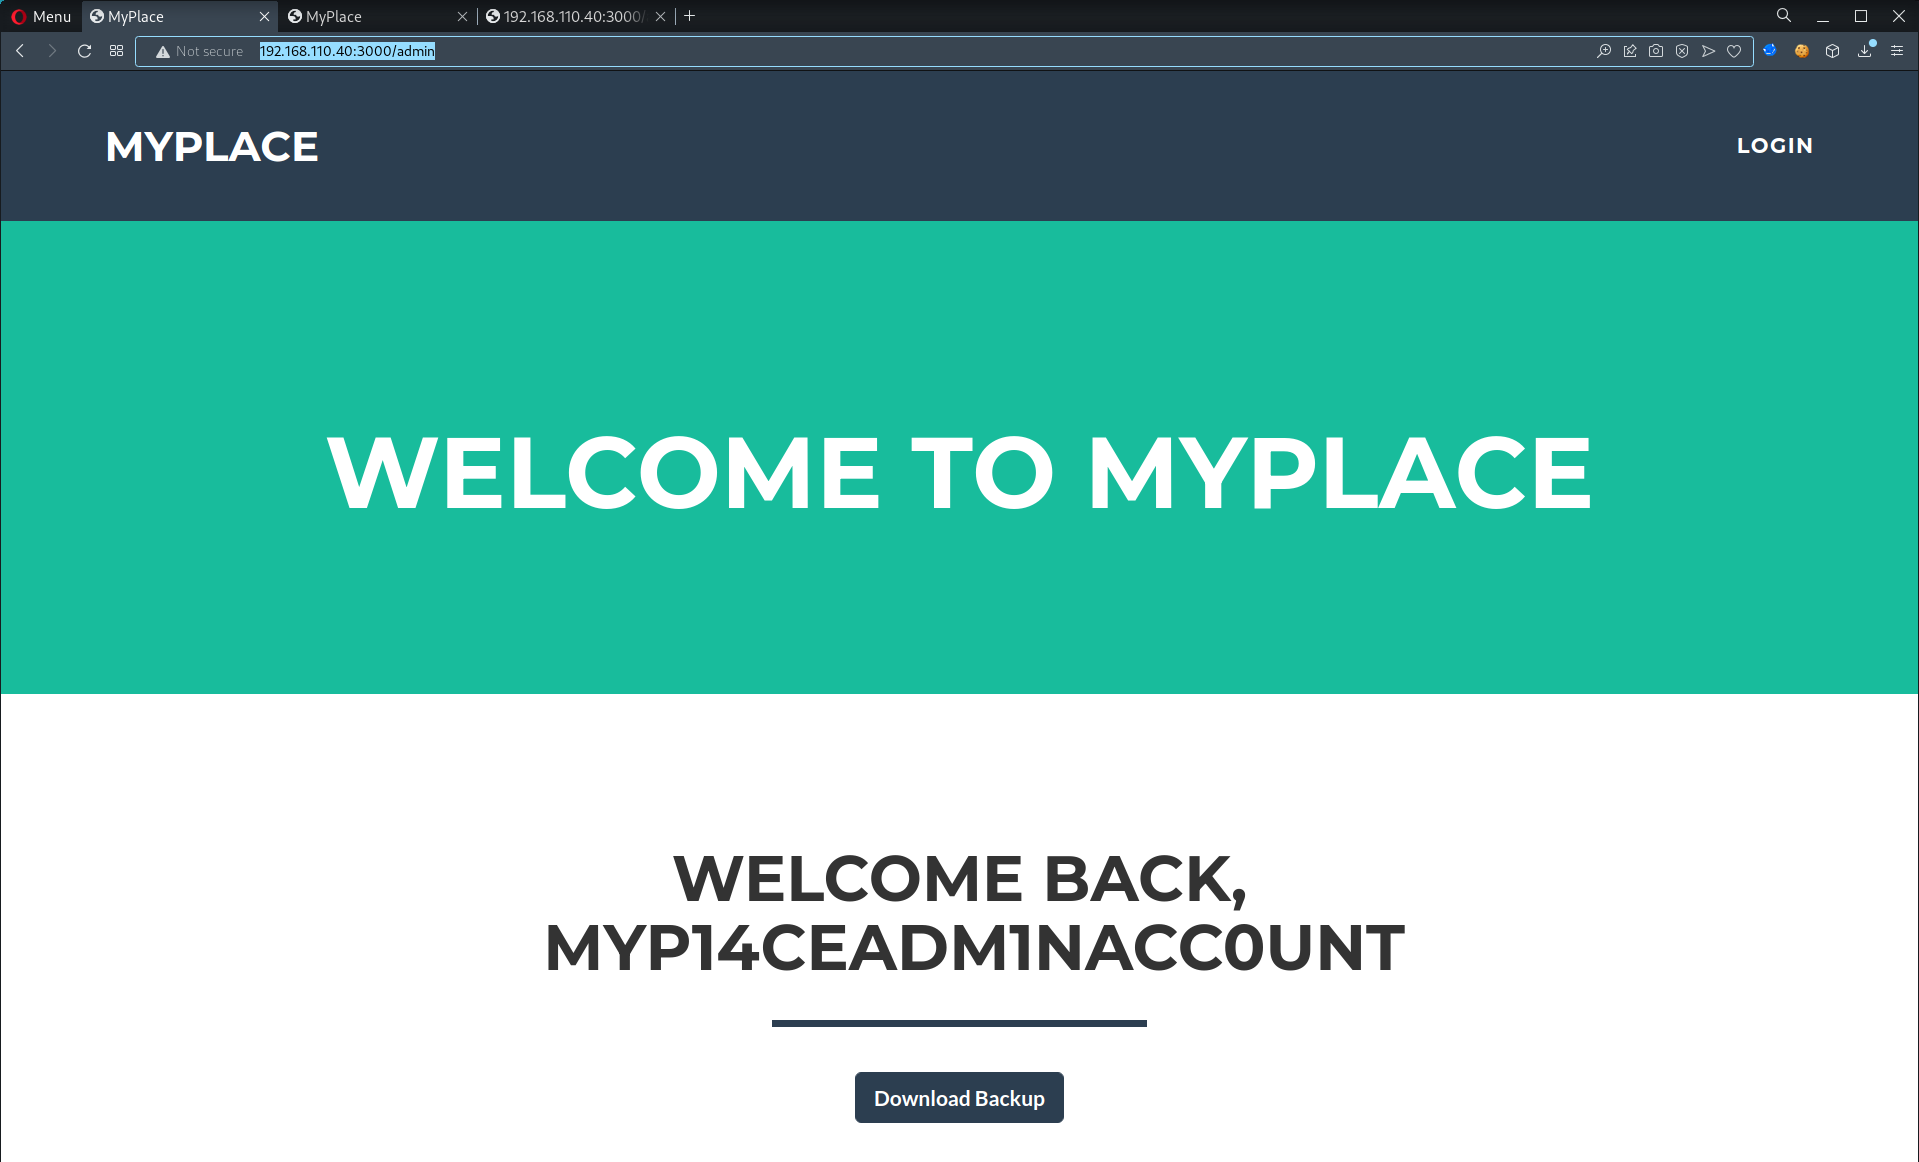 Menu
MyPlace
MyPlace
192.168.110.40:3000/
Not secure
192.168.110.40:3000/admin
MYPLACE
LOGIN
WELCOME TO MYPLACE
WELCOME BACK,
MYP14CEADM1NACC0UNT
Download Backup